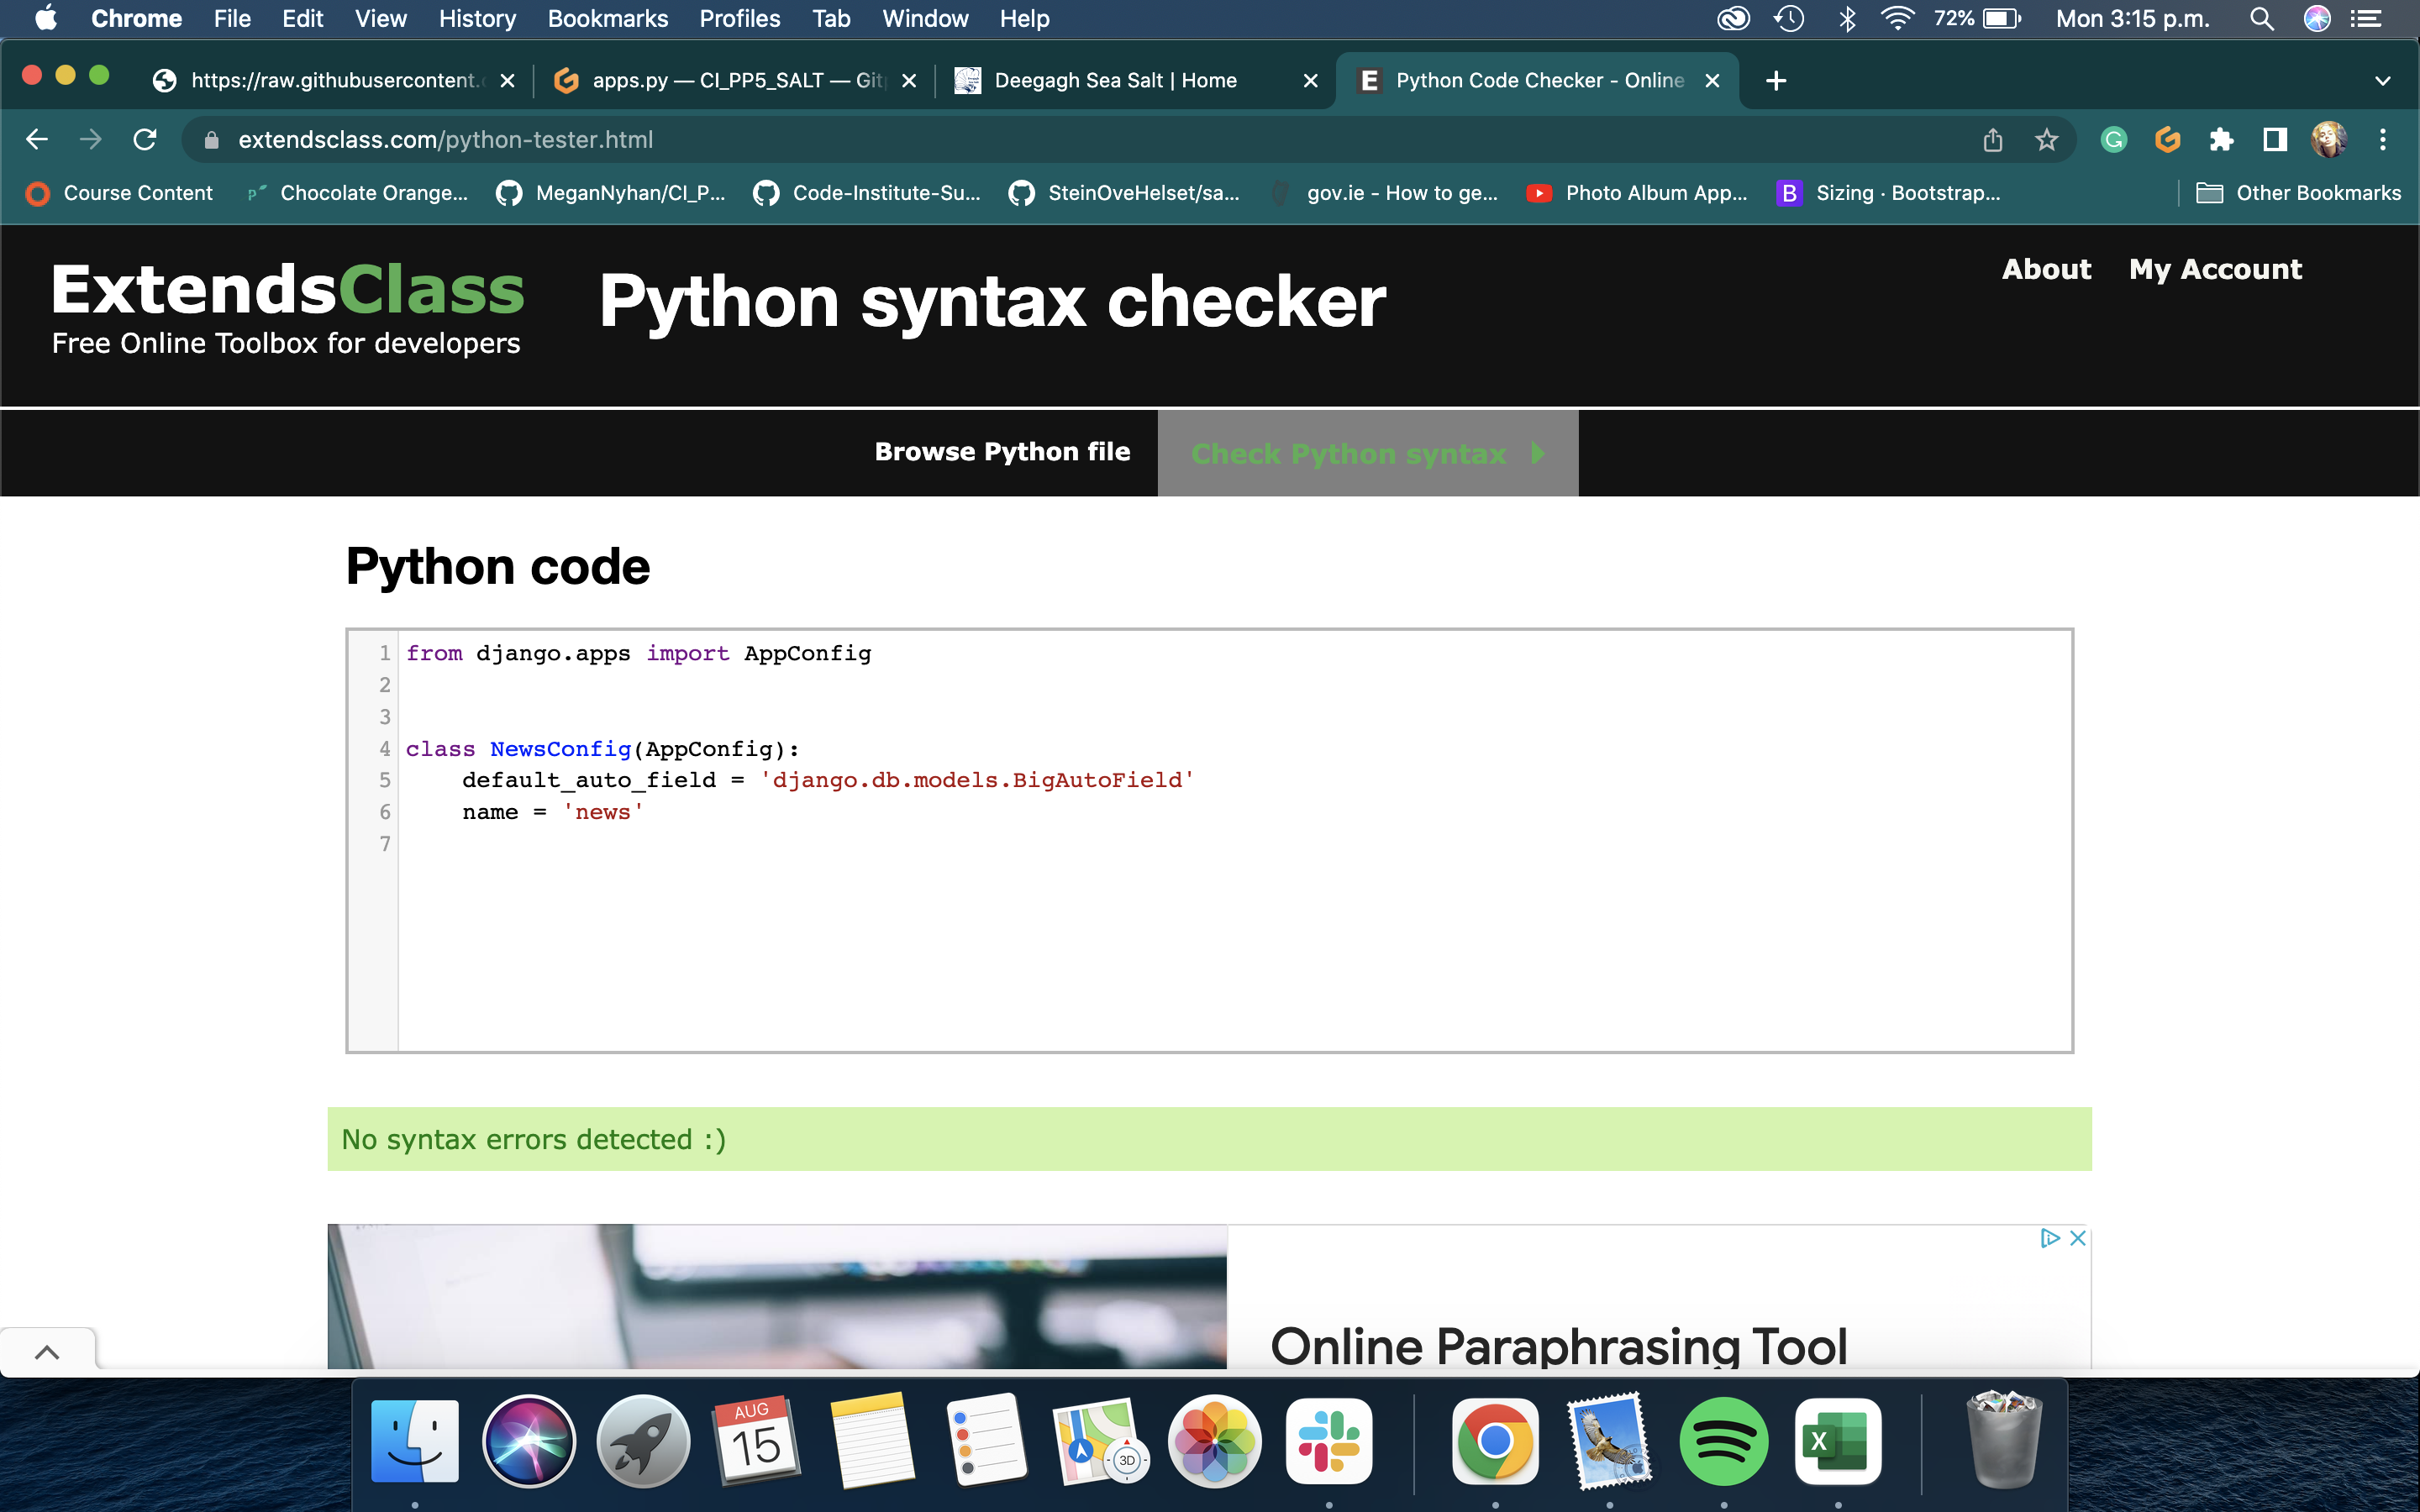 Chrome File Edit View History Bookmarks Profiles Tab Window Help 72% Mon 3:15 p.m.
https://raw.githubusercontent.c apps.py — CI_PP5_SALT — Git Deegagh Sea Salt | Home E Python Code Checker - Online
extendsclass.com/python-tester.html
Course Content Chocolate Orange... MeganNyhan/CI_P... Code-Institute-Su... SteinOveHelset/sa... gov.ie - How to ge... Photo Album App... B Sizing · Bootstrap... Other Bookmarks
ExtendsClass Python syntax checker About My Account
Free Online Toolbox for developers
Browse Python file Check Python syntax
Python code
1 from django.apps import AppConfig
2
3
4 class NewsConfig(AppConfig):
5 default_auto_field = 'django.db.models.BigAutoField'
6 name = 'news'
7
No syntax errors detected :)
Online Paraphrasing Tool
AUG
15
3D
X